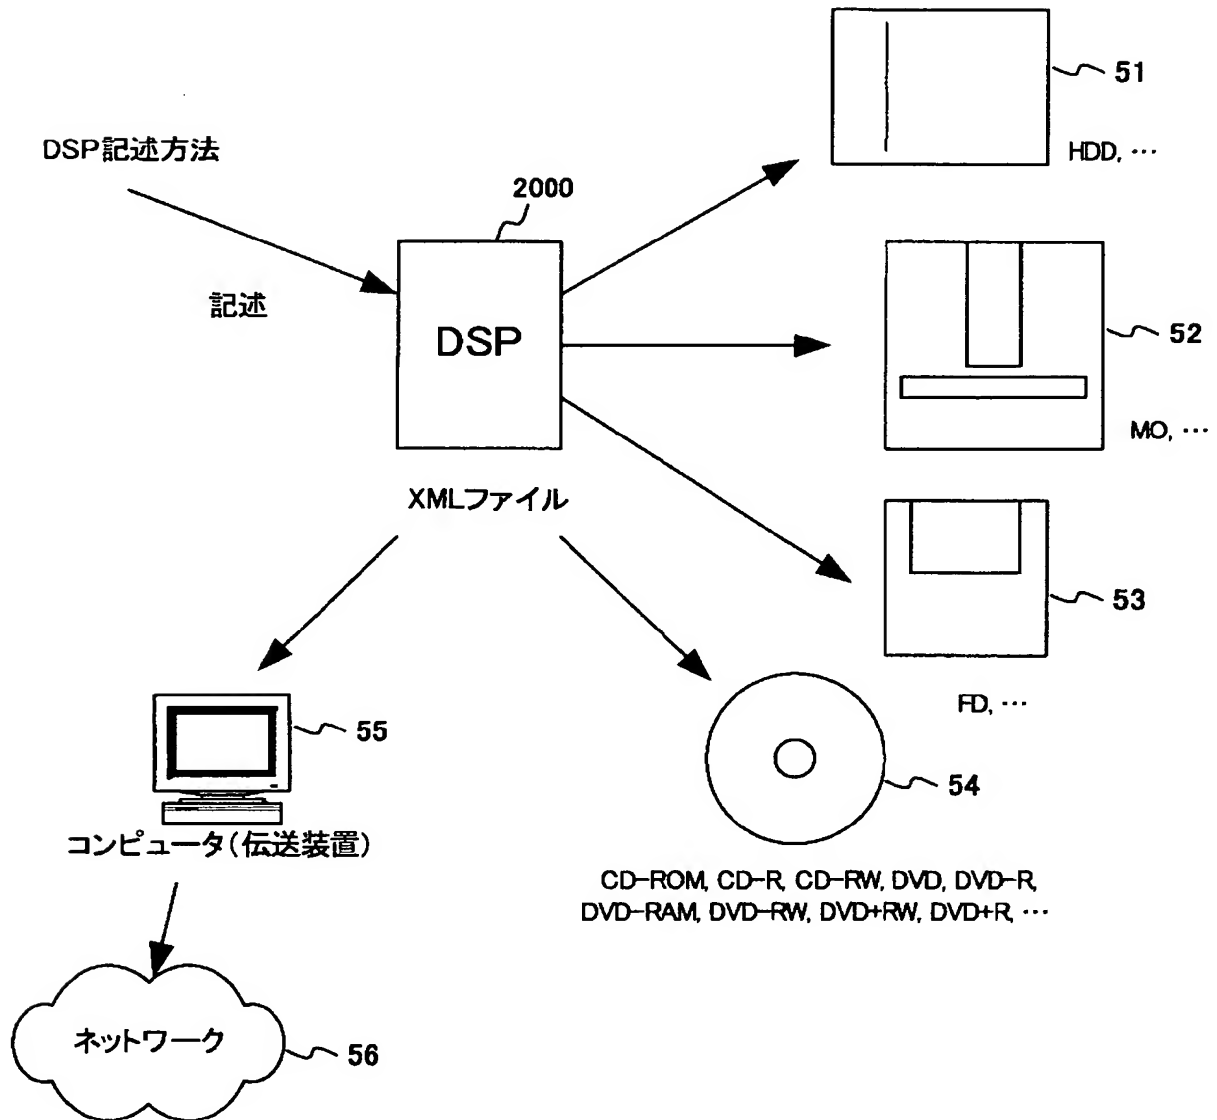 51
HDD, …
DSP記述方法
2000
記述
DSP
52
MO, …
XMLファイル
53
FD, …
55
54
コンピュータ(伝送装置)
CD-ROM, CD-R, CD-RW, DVD, DVD-R,
DVD-RAM, DVD-RW, DVD+RW, DVD+R, …
ネットワーク
56